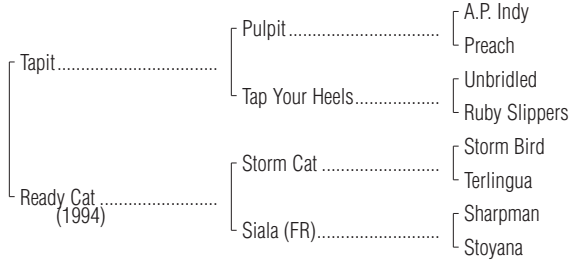 A.P. Indy
Pulpit
Preach
Tapit
Unbridled
Tap Your Heels
Ruby Slippers
Storm Bird
Storm Cat
Terlingua
Ready Cat
(1994)
Sharpman
Siala (FR)
Stoyana